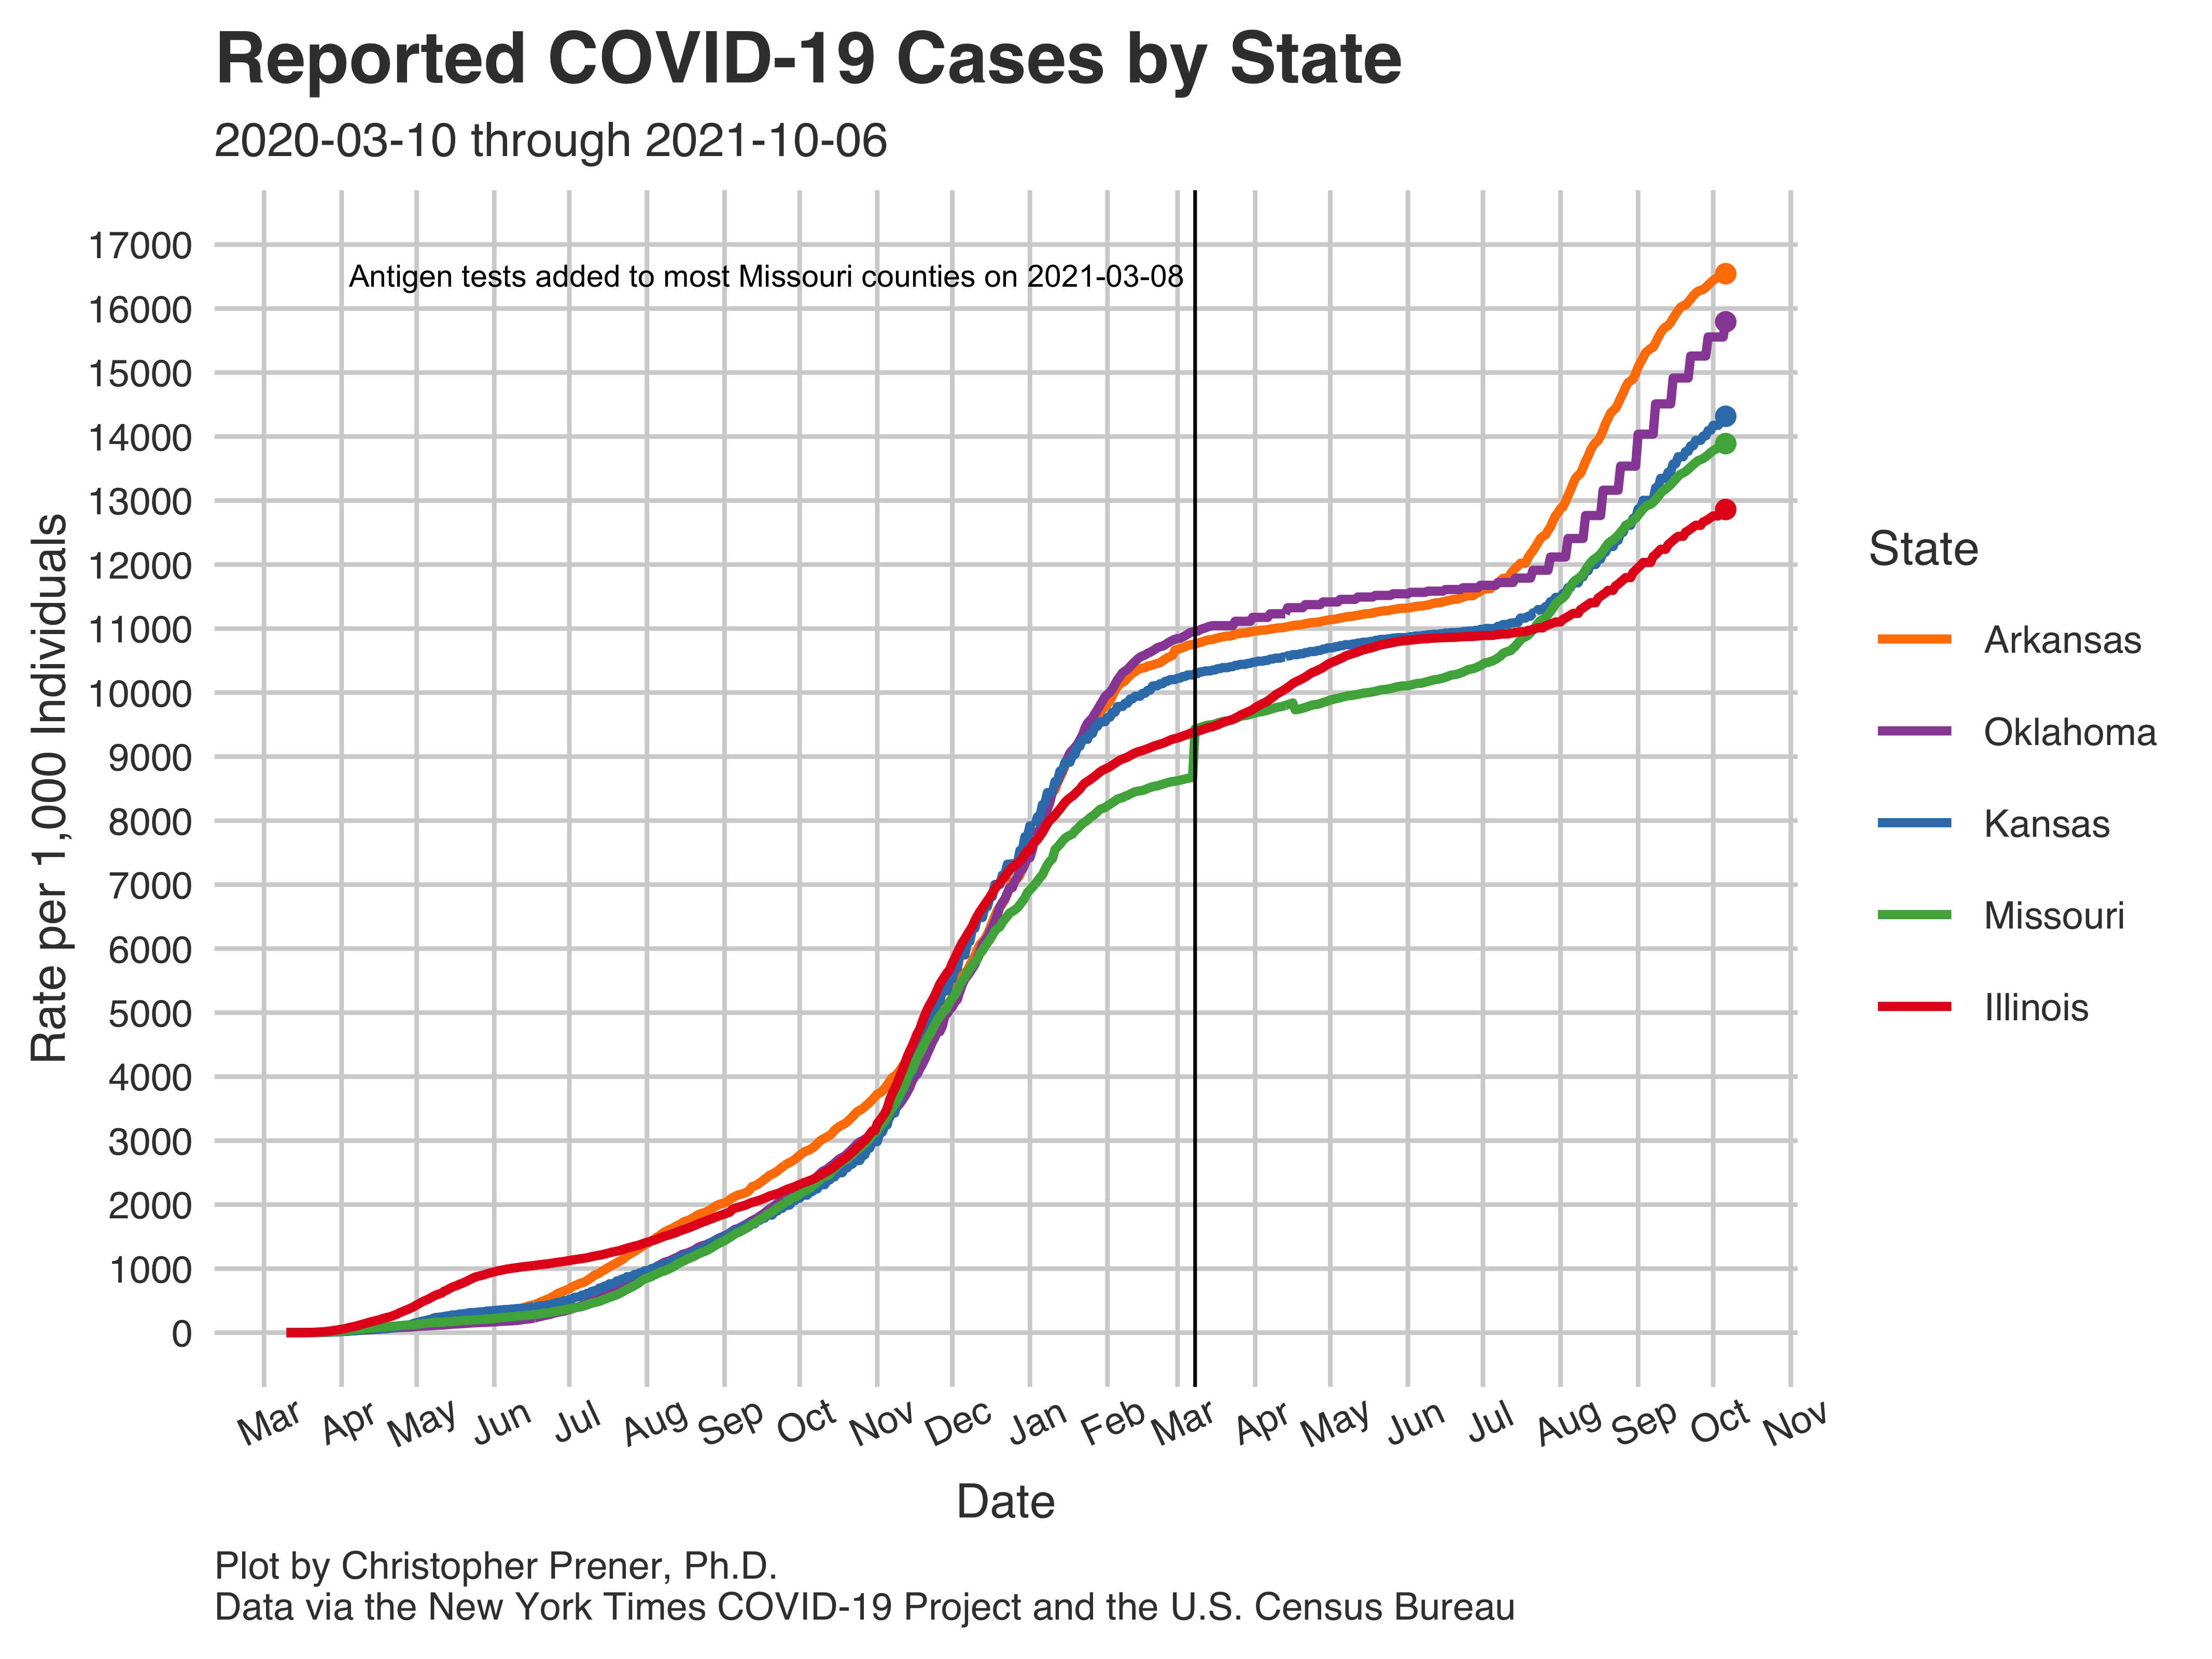 Reported COVID-19 Cases by State
2020-03-10 through 2021-10-06
17000
Antigen tests added to most Missouri counties on 2021-03-08
16000
15000
14000
13000
12000
11000
10000
9000
8000
7000
6000
5000
4000
3000
2000
1000
0
Rate per 1,000 Individuals
State
Arkansas
Oklahoma
Kansas
Missouri
Illinois
Mar Apr May Jun Jul Aug Sep Oct Nov Dec Jan Feb Mar Apr May Jun Jul Aug Sep Oct Nov
Date
Plot by Christopher Prener, Ph.D.
Data via the New York Times COVID-19 Project and the U.S. Census Bureau